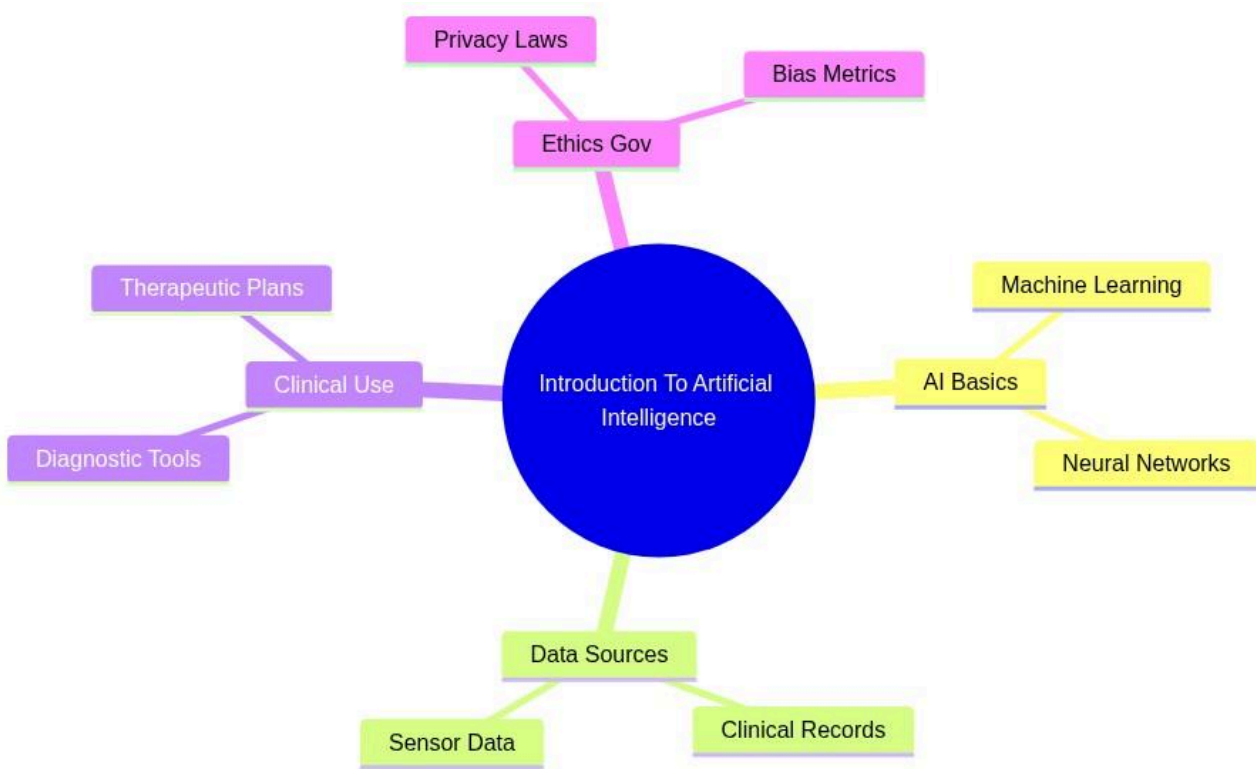 Privacy Laws
Bias Metrics
Ethics Gov
Therapeutic Plans
Machine Learning
Clinical Use
Introduction To Artificial
Intelligence
AI Basics
Diagnostic Tools
Neural Networks
Data Sources
Sensor Data
Clinical Records